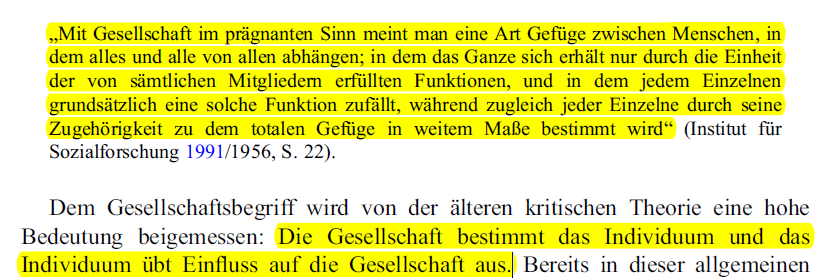 „Mit Gesellschaft im prägnanten Sinn meint man eine Art Gefüge zwischen Menschen, in
dem alles und alle von allen abhängen; in dem das Ganze sich erhält nur durch die Einheit
der von sämtlichen Mitgliedern erfüllten Funktionen, und in dem jedem Einzelnen
grundsätzlich eine solche Funktion zufällt, während zugleich jeder Einzelne durch seine
Zugehörigkeit zu dem totalen Gefüge in weitem Maße bestimmt wird“ (Institut für
Sozialforschung 1991/1956, S. 22).
Dem Gesellschaftsbegriff wird von der älteren kritischen Theorie eine hohe
Bedeutung beigemessen: Die Gesellschaft bestimmt das Individuum und das
Individuum übt Einfluss auf die Gesellschaft aus. Bereits in dieser allgemeinen